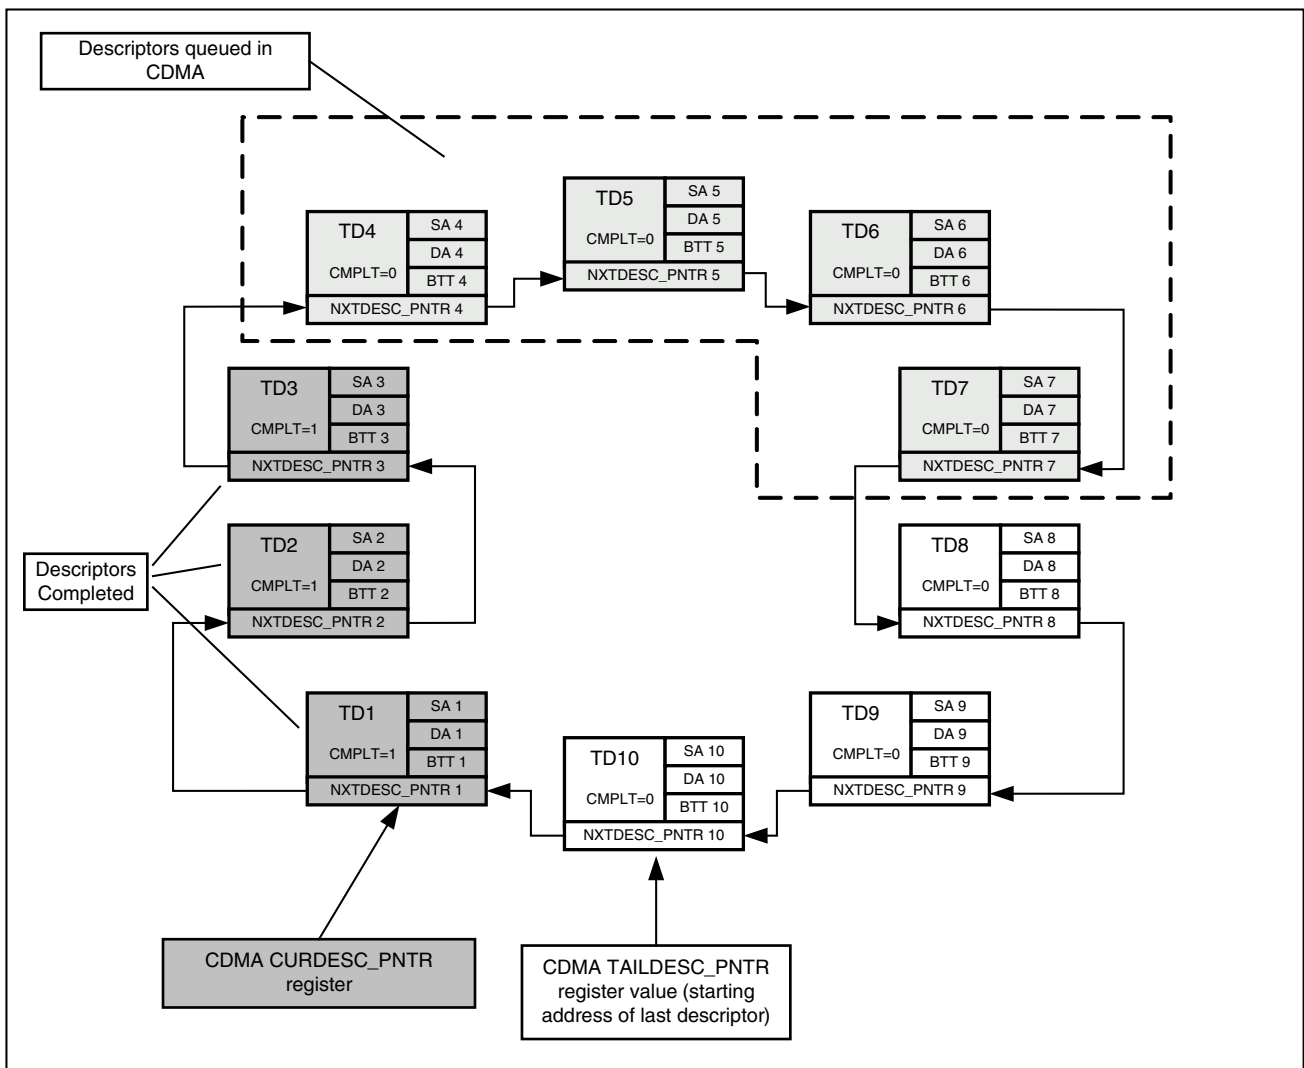 Descriptors queued in
CDMA
TD5
CMPLT=0
SA 5
DA 5
BTT 5
NXTDESC_PNTR 5
TD4
CMPLT=0
SA 4
DA 4
BTT 4
NXTDESC_PNTR 4
TD6
CMPLT=0
SA 6
DA 6
BTT 6
NXTDESC_PNTR 6
TD3
CMPLT=1
SA 3
DA 3
BTT 3
NXTDESC_PNTR 3
TD7
CMPLT=0
SA 7
DA 7
BTT 7
NXTDESC_PNTR 7
Descriptors
Completed
TD2
CMPLT=1
SA 2
DA 2
BTT 2
NXTDESC_PNTR 2
TD8
CMPLT=0
SA 8
DA 8
BTT 8
NXTDESC_PNTR 8
TD1
CMPLT=1
SA 1
DA 1
BTT 1
NXTDESC_PNTR 1
TD10
CMPLT=0
SA 10
DA 10
BTT 10
NXTDESC_PNTR 10
TD9
CMPLT=0
SA 9
DA 9
BTT 9
NXTDESC_PNTR 9
CDMA CURDESC_PNTR
register
CDMA TAILDESC_PNTR
register value (starting
address of last descriptor)